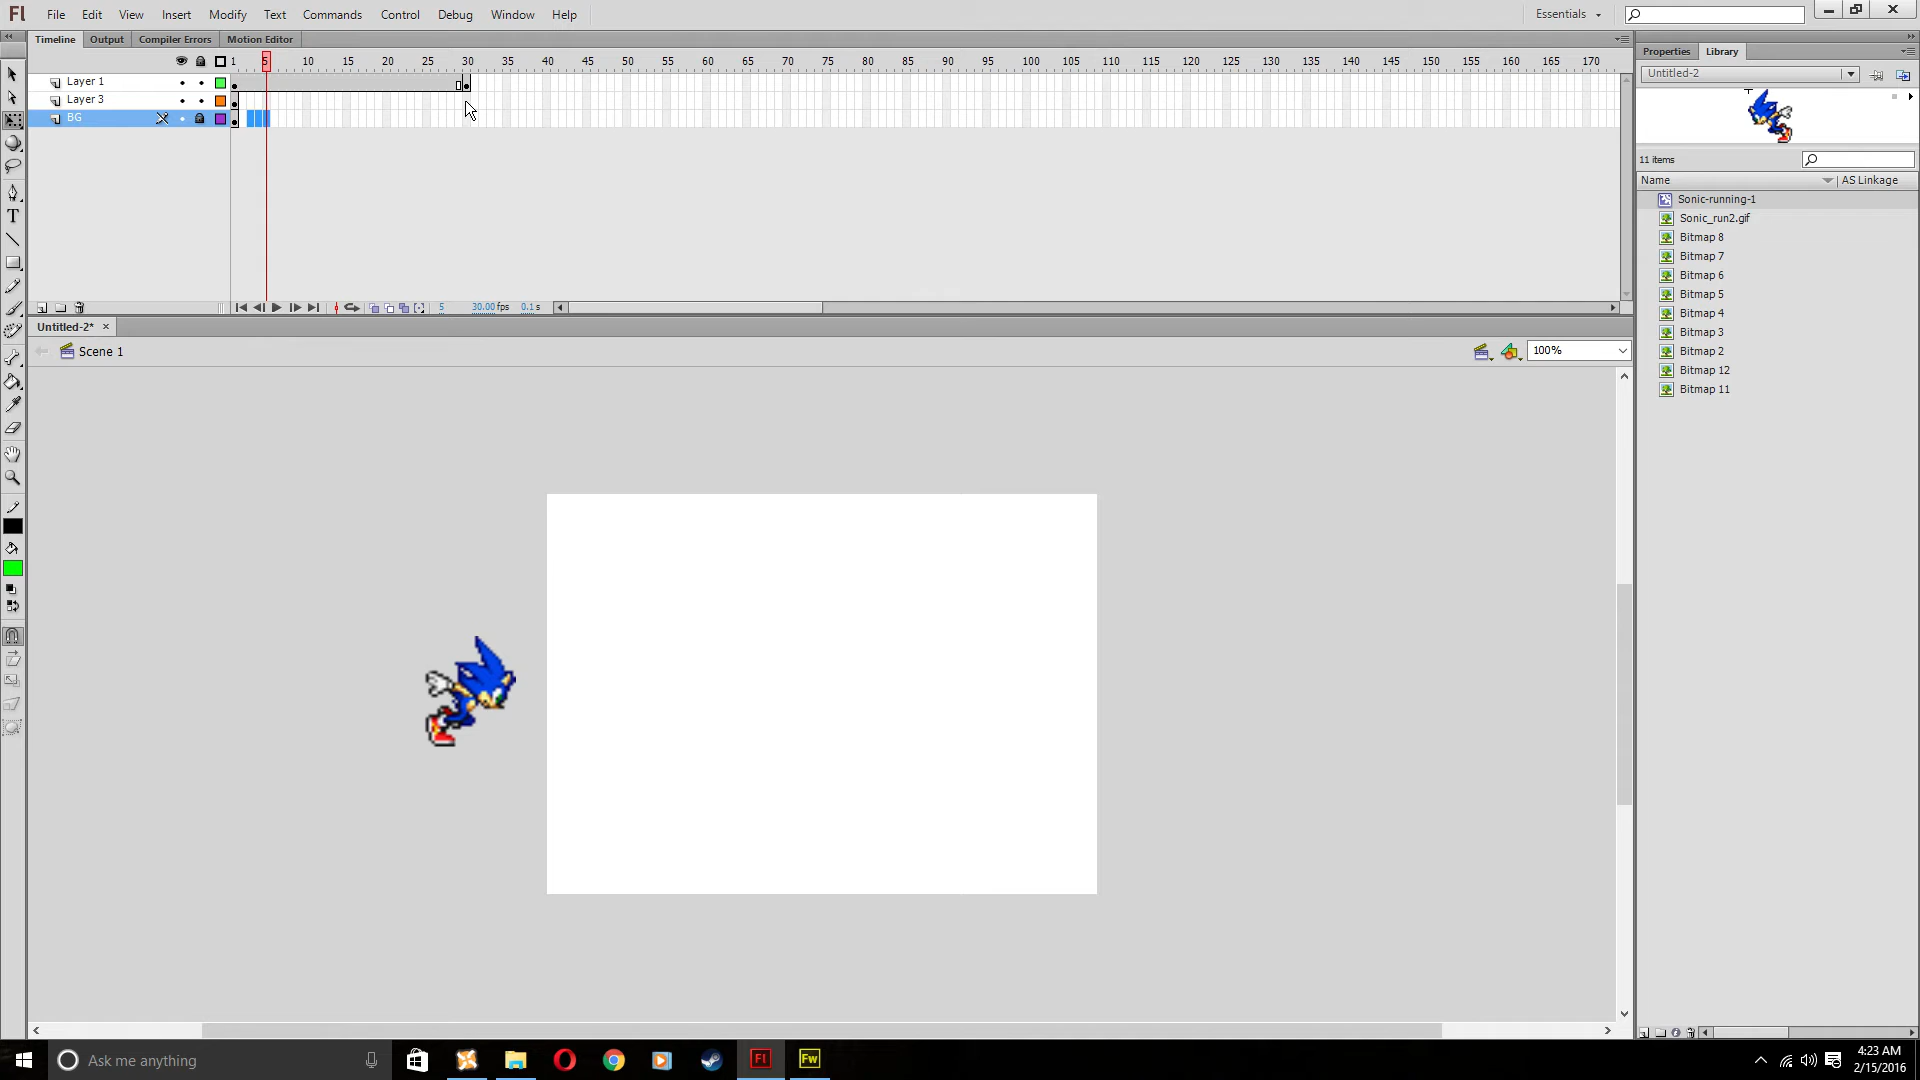 Fl File Edit View Insert Modify Text Commands Control Debug Window Help Essentials
Timeline Output Compiler Errors Motion Editor
1 5 10 15 20 25 30 35 40 45 50 55 60 65 70 75 80 85 90 95 100 105 110 115 120 125 130 135 140 145 150 155 160 165 170
Layer 1
Layer 3
BG
5 30.00 fps 0.1 s
Untitled-2*
Scene 1
100%
Properties Library
Untitled-2
11 items
Name AS Linkage
Sonic-running-1
Sonic_run2.gif
Bitmap 8
Bitmap 7
Bitmap 6
Bitmap 5
Bitmap 4
Bitmap 3
Bitmap 2
Bitmap 12
Bitmap 11
Ask me anything
Fl
Fw
4:23 AM
2/15/2016